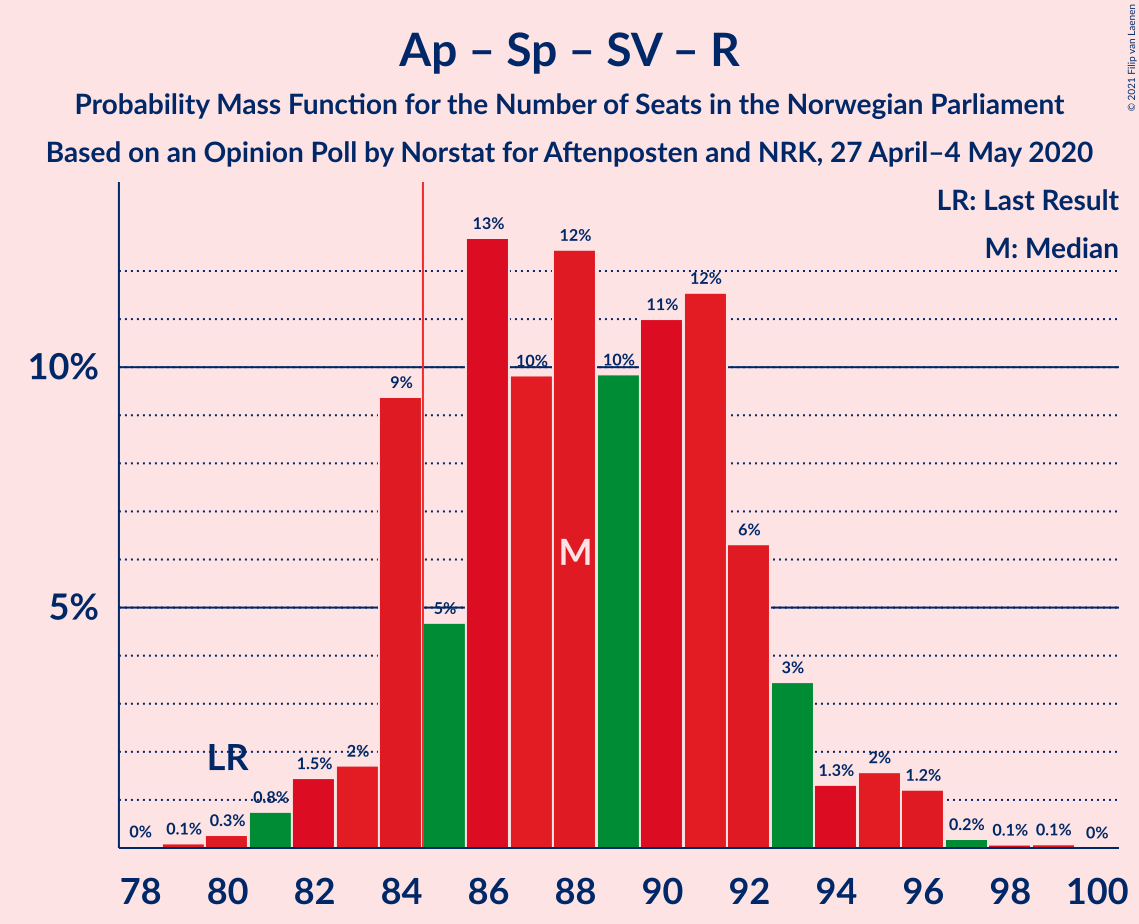 Ap – Sp – SV – R
Probability Mass Function for the Number of Seats in the Norwegian Parliament
Based on an Opinion Poll by Norstat for Aftenposten and NRK, 27 April–4 May 2020
© 2021 Filip van Laenen
LR: Last Result
M: Median
10%
5%
0%
0.1%
0.3%
0.8%
1.5%
2%
9%
5%
13%
10%
12%
10%
11%
12%
6%
3%
1.3%
2%
1.2%
0.2%
0.1%
0.1%
0%
LR
M
78 80 82 84 86 88 90 92 94 96 98 100